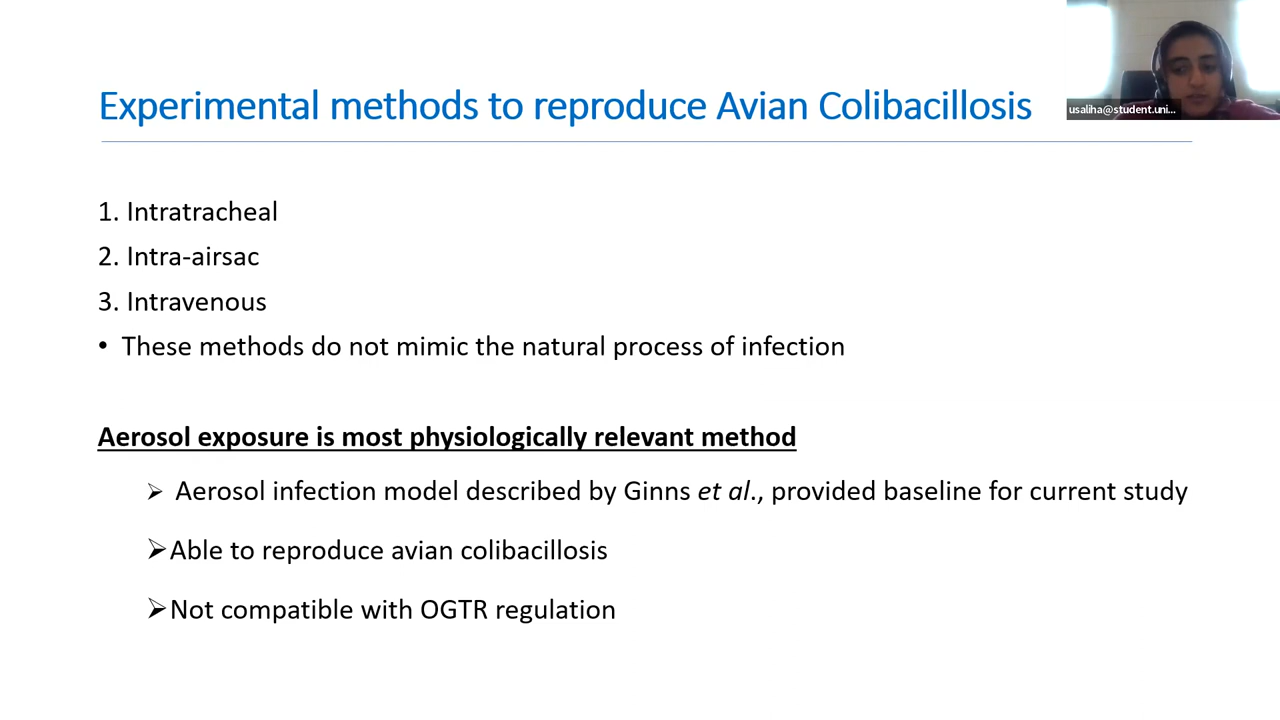 Experimental methods to reproduce Avian Colibacillosis
usaliha@student.uni...
1. Intratracheal
2. Intra-airsac
3. Intravenous
• These methods do not mimic the natural process of infection
Aerosol exposure is most physiologically relevant method
➢ Aerosol infection model described by Ginns et al., provided baseline for current study
➢Able to reproduce avian colibacillosis
➢Not compatible with OGTR regulation